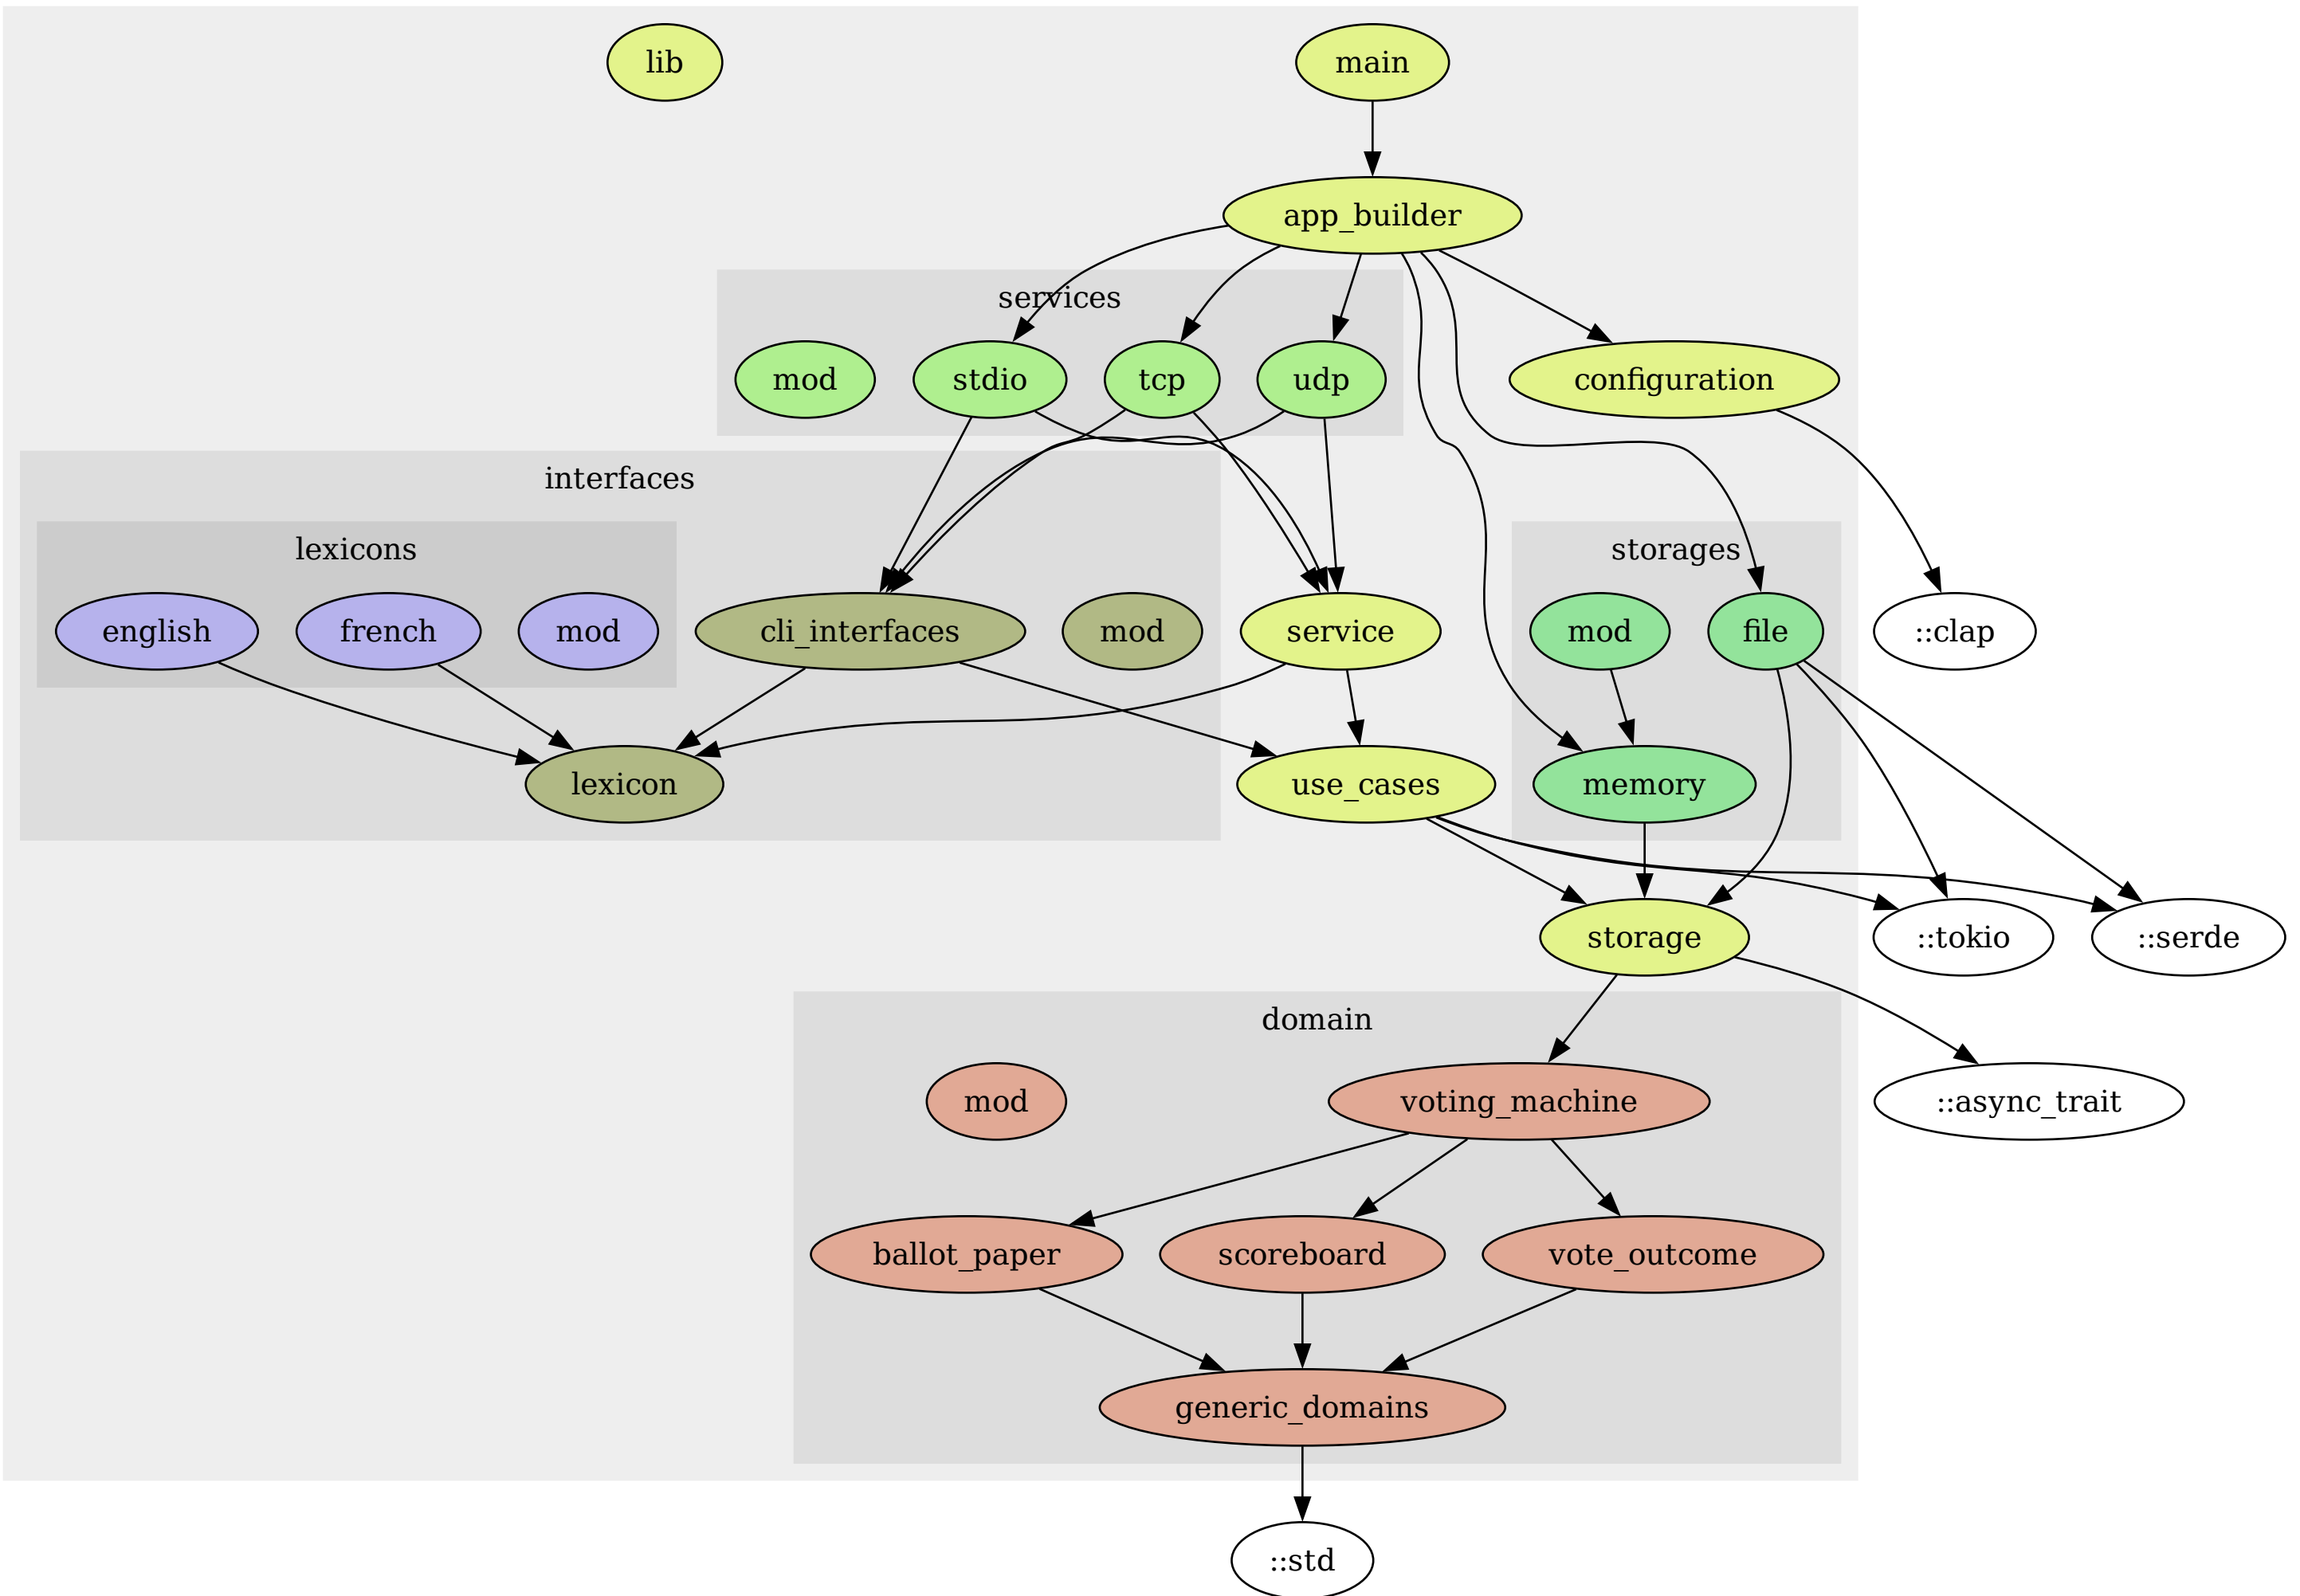 lib
main
app_builder
services
mod
stdio
tcp
udp
configuration
interfaces
lexicons
storages
english
french
mod
cli_interfaces
mod
service
mod
file
::clap
lexicon
use_cases
memory
storage
::tokio
::serde
domain
mod
voting_machine
::async_trait
ballot_paper
scoreboard
vote_outcome
generic_domains
::std